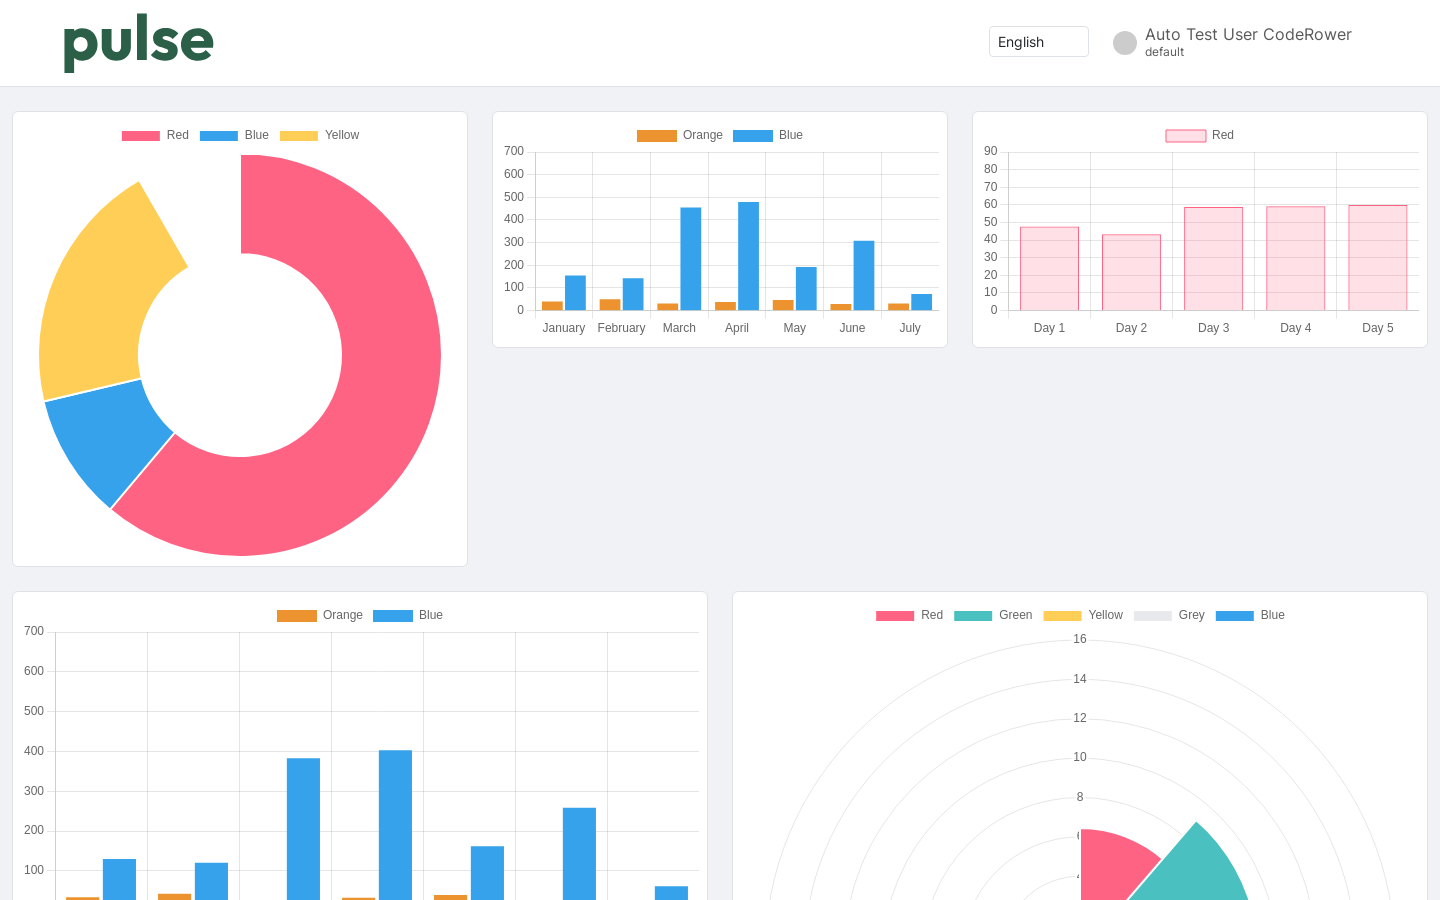 pulse
English
Auto Test User CodeRower
default
Red Blue Yellow
Orange Blue
700
600
500
400
300
200
100
0
January February March April May June July
Red
90
80
70
60
50
40
30
20
10
0
Day 1 Day 2 Day 3 Day 4 Day 5
Orange Blue
700
600
500
400
300
200
100
Red Green Yellow Grey Blue
16
14
12
10
8